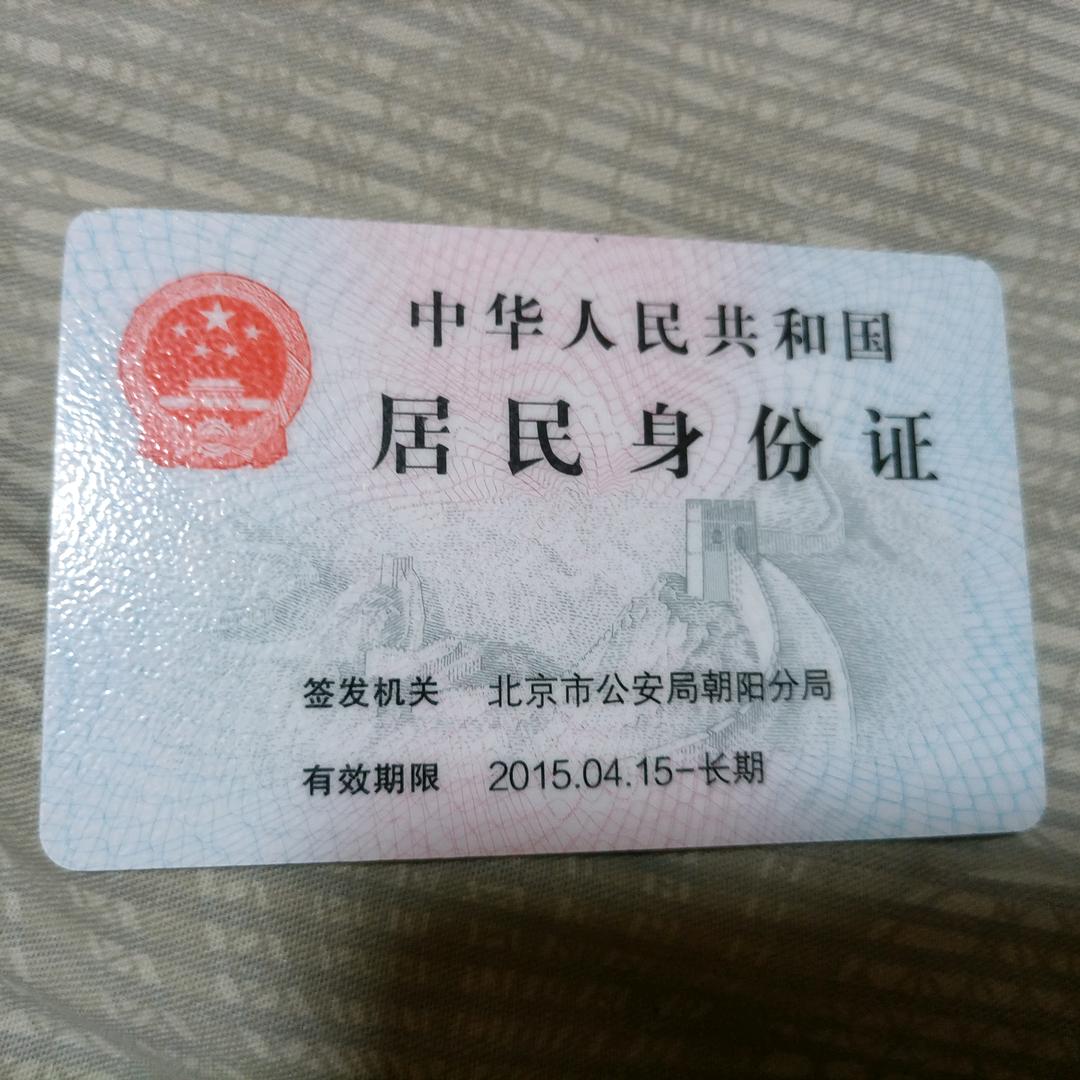 中华人民共和国
居民身份证
签发机关 北京市公安局朝阳分局
有效期限 2015.04.15-长期